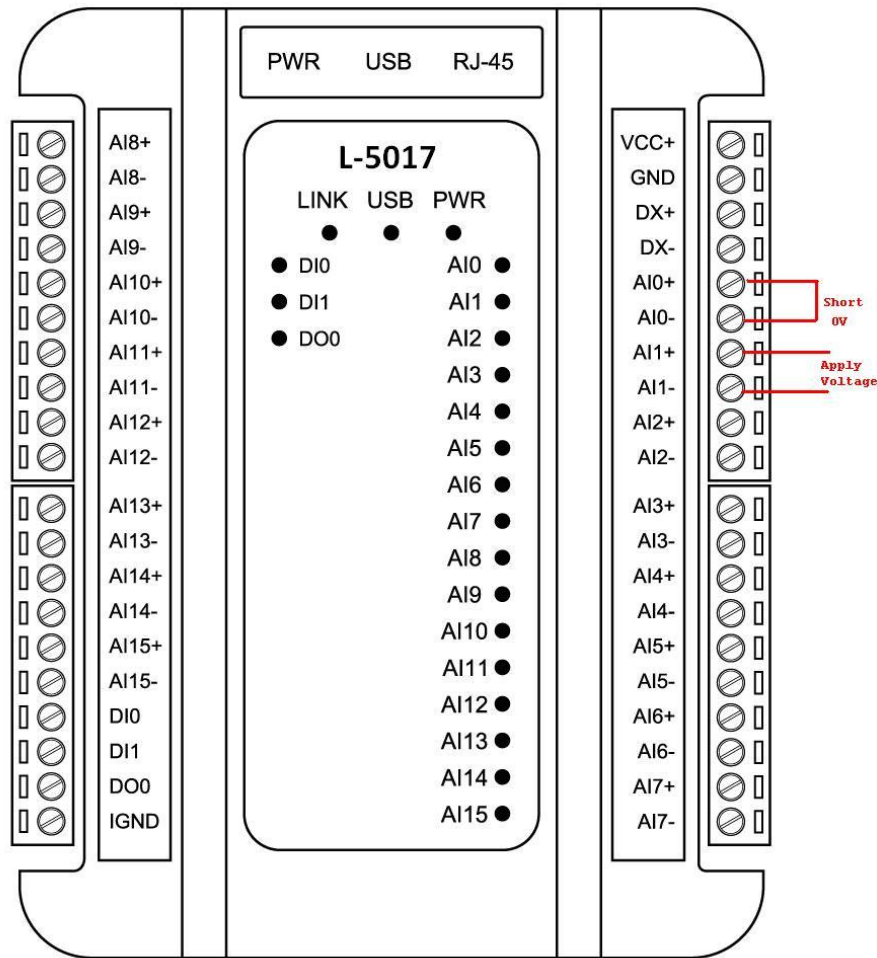 PWR USB RJ-45
L-5017
LINK USB PWR
DI0
DI1
DO0
AI0
AI1
AI2
AI3
AI4
AI5
AI6
AI7
AI8
AI9
AI10
AI11
AI12
AI13
AI14
AI15
AI8+
AI8-
AI9+
AI9-
AI10+
AI10-
AI11+
AI11-
AI12+
AI12-
AI13+
AI13-
AI14+
AI14-
AI15+
AI15-
DI0
DI1
DO0
IGND
VCC+
GND
DX+
DX-
AI0+
AI0-
AI1+
AI1-
AI2+
AI2-
AI3+
AI3-
AI4+
AI4-
AI5+
AI5-
AI6+
AI6-
AI7+
AI7-
Short
0V
Apply
Voltage